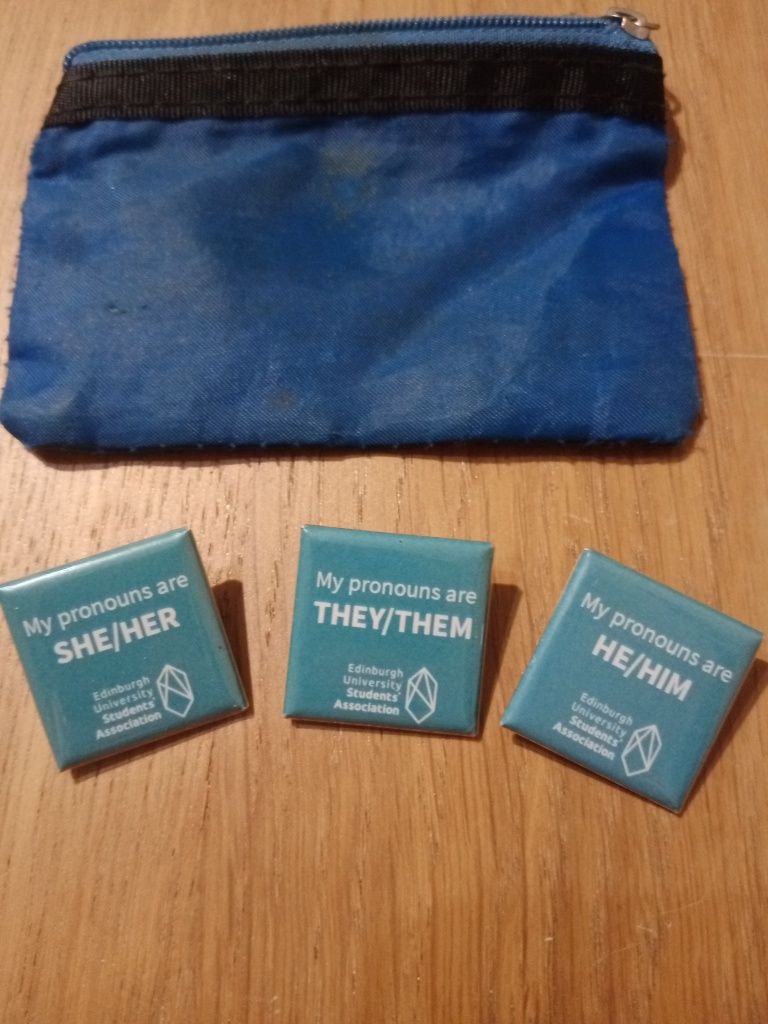 My pronouns are
SHE/HER
Edinburgh
University
Students'
Association
My pronouns are
THEY/THEM
Edinburgh
University
Students'
Association
My pronouns are
HE/HIM
Edinburgh
University
Students'
Association